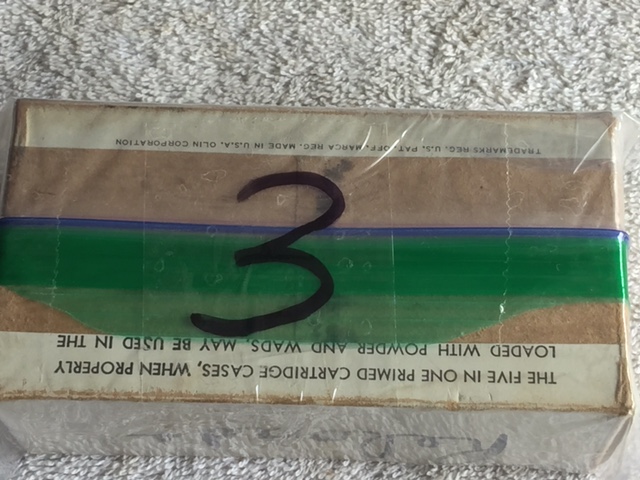 TRADEMARKS REG. U.S. PAT. OFF. MARCA REG. MADE IN U.S.A. OLIN CORPORATION
3
THE FIVE IN ONE PRIMED CARTRIDGE CASES, WHEN PROPERLY
LOADED WITH POWDER AND WADS, MAY BE USED IN THE